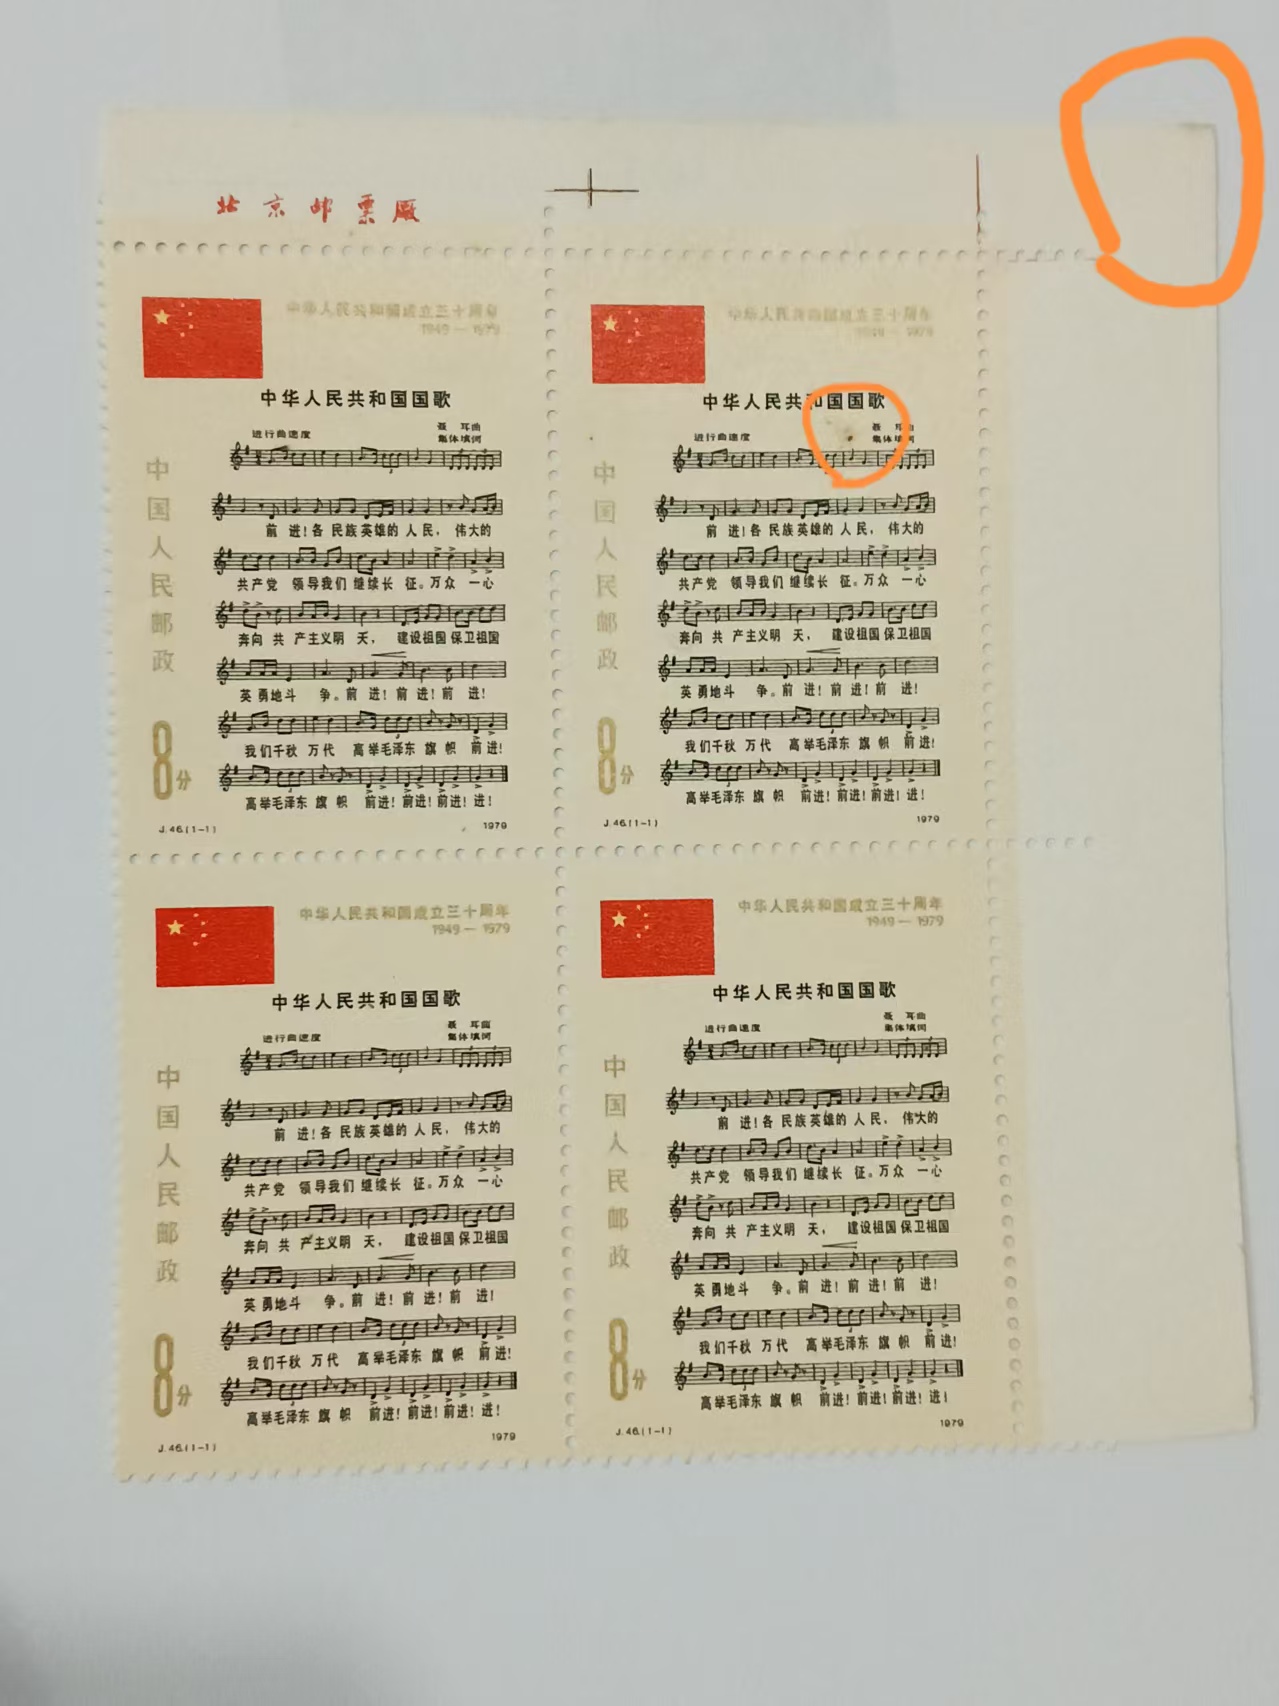 北京邮票厂
中华人民共和国成立三十周年
1949—1979
中华人民共和国国歌
进行曲速度
聂 耳曲
集体填词
前 进!各 民族英雄的 人民, 伟大的
共产党 领导我们 继续长 征。万众 一心
奔向 共 产主义明 天, 建设祖国保卫祖国
英勇地斗 争。前 进!前 进!前 进!
我们千秋 万代 高举毛泽东 旗 帜 前进!
高举毛泽东 旗 帜 前进!前进!前进!进!
中国人民邮政
8分
J.46.(1-1)
1979
中华人民共和国成立三十周年
1949—1979
中华人民共和国国歌
进行曲速度
聂 耳曲
集体填词
前 进!各 民族英雄的 人民, 伟大的
共产党 领导我们 继续长 征。万众 一心
奔向 共 产主义明 天, 建设祖国保卫祖国
英勇地斗 争。前 进!前 进!前 进!
我们千秋 万代 高举毛泽东 旗 帜 前进!
高举毛泽东 旗 帜 前进!前进!前进!进!
中国人民邮政
8分
J.46.(1-1)
1979
中华人民共和国成立三十周年
1949—1979
中华人民共和国国歌
进行曲速度
聂 耳曲
集体填词
前 进!各 民族英雄的 人民, 伟大的
共产党 领导我们 继续长 征。万众 一心
奔向 共 产主义明 天, 建设祖国保卫祖国
英勇地斗 争。前 进!前 进!前 进!
我们千秋 万代 高举毛泽东 旗 帜 前进!
高举毛泽东 旗 帜 前进!前进!前进!进!
中国人民邮政
8分
J.46.(1-1)
1979
中华人民共和国成立三十周年
1949—1979
中华人民共和国国歌
进行曲速度
聂 耳曲
集体填词
前 进!各 民族英雄的 人民, 伟大的
共产党 领导我们 继续长 征。万众 一心
奔向 共 产主义明 天, 建设祖国保卫祖国
英勇地斗 争。前 进!前 进!前 进!
我们千秋 万代 高举毛泽东 旗 帜 前进!
高举毛泽东 旗 帜 前进!前进!前进!进!
中国人民邮政
8分
J.46.(1-1)
1979